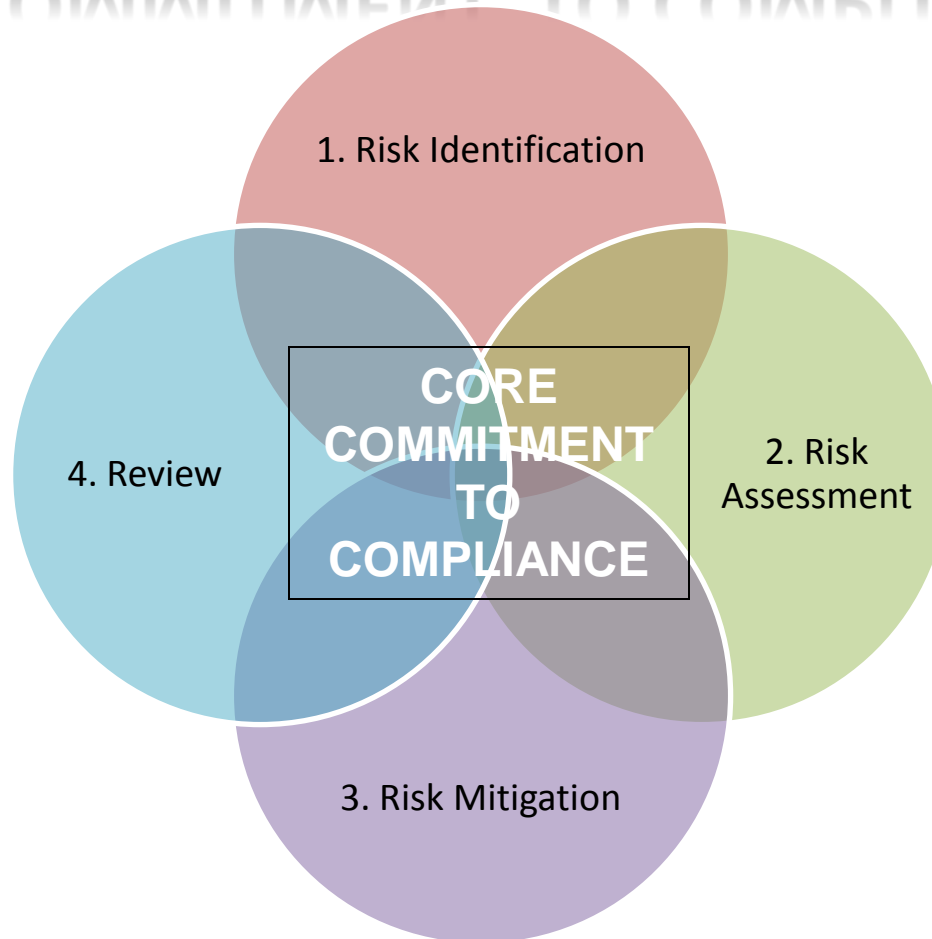 1. Risk Identification
CORE
COMMITMENT
TO
COMPLIANCE
4. Review
2. Risk
Assessment
3. Risk Mitigation